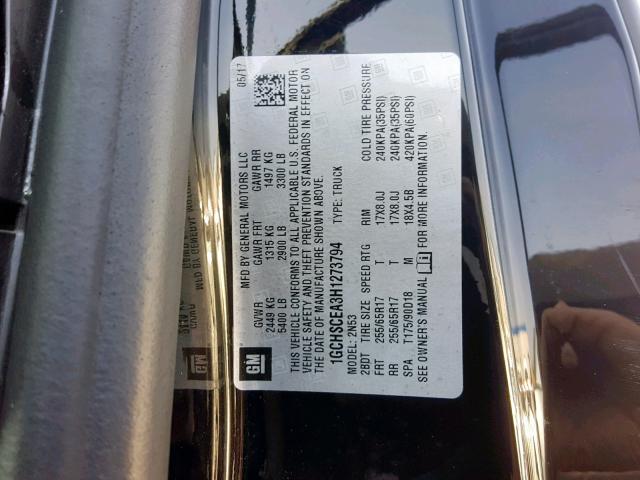 GM
MFD BY GENERAL MOTORS LLC 05/17
GVWR GAWR FRT GAWR RR
2449 KG 1315 KG 1497 KG
5400 LB 2900 LB 3300 LB
THIS VEHICLE CONFORMS TO ALL APPLICABLE U.S. FEDERAL MOTOR
VEHICLE SAFETY AND THEFT PREVENTION STANDARDS IN EFFECT ON
THE DATE OF MANUFACTURE SHOWN ABOVE.
1GCHSCEA3H1273794 TYPE: TRUCK
MODEL: 2N53
2BDT TIRE SIZE SPEED RTG RIM COLD TIRE PRESSURE
FRT 255/65R17 T 17X8.0J 240KPA(35PSI)
RR 255/65R17 T 17X8.0J 240KPA(35PSI)
SPA T175/90D18 M 18X4.5B 420KPA(60PSI)
SEE OWNER'S MANUAL FOR MORE INFORMATION.